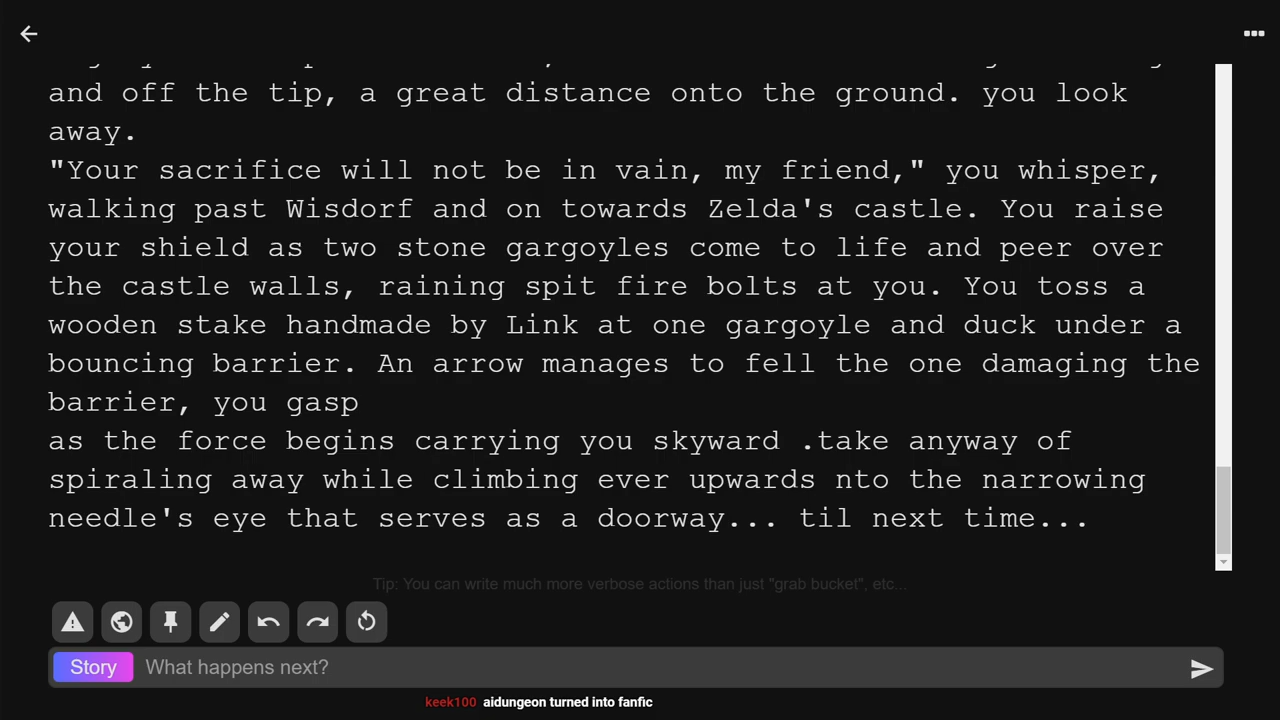 and off the tip, a great distance onto the ground. you look
away.
"Your sacrifice will not be in vain, my friend," you whisper,
walking past Wisdorf and on towards Zelda's castle. You raise
your shield as two stone gargoyles come to life and peer over
the castle walls, raining spit fire bolts at you. You toss a
wooden stake handmade by Link at one gargoyle and duck under a
bouncing barrier. An arrow manages to fell the one damaging the
barrier, you gasp
as the force begins carrying you skyward .take anyway of
spiraling away while climbing ever upwards nto the narrowing
needle's eye that serves as a doorway... til next time...
Tip: You can write much more verbose actions than just "grab bucket", etc...
Story What happens next?
keek100 aidungeon turned into fanfic